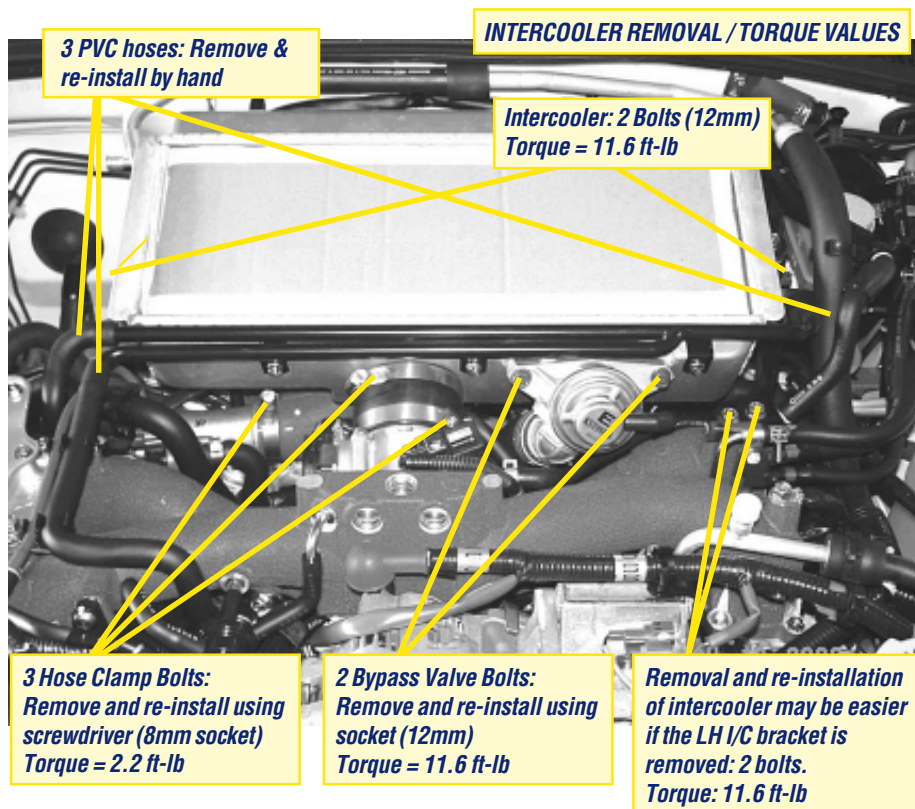 INTERCOOLER REMOVAL / TORQUE VALUES
3 PVC hoses: Remove &
re-install by hand
Intercooler: 2 Bolts (12mm)
Torque = 11.6 ft-lb
3 Hose Clamp Bolts:
Remove and re-install using
screwdriver (8mm socket)
Torque = 2.2 ft-lb
2 Bypass Valve Bolts:
Remove and re-install using
socket (12mm)
Torque = 11.6 ft-lb
Removal and re-installation
of intercooler may be easier
if the LH I/C bracket is
removed: 2 bolts.
Torque: 11.6 ft-lb